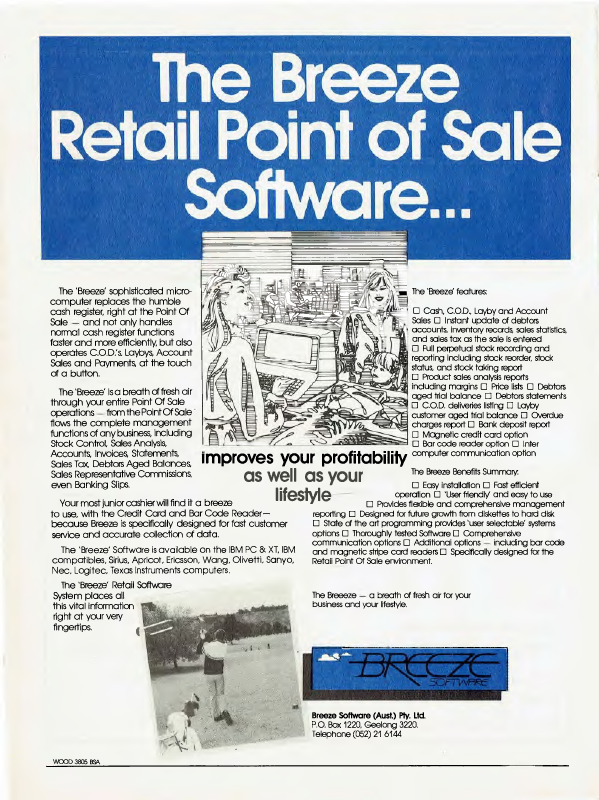 The Breeze
Retail Point of Sale
Software...
The 'Breeze' sophisticated micro-
computer replaces the humble
cash register, right at the Point Of
Sale — and not only handles
normal cash register functions
faster and more efficiently, but also
operates C.O.D.'s, Laybys, Account
Sales and Payments, at the touch
of a button.
The 'Breeze' is a breath of fresh air
through your entire Point Of Sale
operations — from the Point Of Sale
flows the complete management
functions of any business, including
Stock Control, Sales Analysis,
Accounts, Invoices, Statements,
Sales Tax, Debtors Aged Balances,
Sales Representative Commissions,
even Banking Slips.
Your most junior cashier will find it a breeze
to use, with the Credit Card and Bar Code Reader—
because Breeze is specifically designed for fast customer
service and accurate collection of data.
The 'Breeze' Software is available on the IBM PC & XT, IBM
compatibles, Sirius, Apricot, Ericsson, Wang, Olivetti, Sanyo,
Nec, Logitec, Texas Instruments computers.
The 'Breeze' Retail Software
System places all
this vital information
right at your very
fingertips.
improves your profitability
as well as your
lifestyle
The 'Breeze' features:
☐ Cash, C.O.D., Layby and Account
Sales ☐ Instant update of debtors
accounts, inventory records, sales statistics,
and sales tax as the sale is entered
☐ Full perpetual stock recording and
reporting including stock reorder, stock
status, and stock taking report
☐ Product sales analysis reports
including margins ☐ Price lists ☐ Debtors
aged trial balance ☐ Debtors statements
☐ C.O.D. deliveries listing ☐ Layby
customer aged trial balance ☐ Overdue
charges report ☐ Bank deposit report
☐ Magnetic credit card option
☐ Bar code reader option ☐ Inter
computer communication option
The Breeze Benefits Summary:
☐ Easy installation ☐ Fast efficient
operation ☐ 'User friendly' and easy to use
☐ Provides flexible and comprehensive management
reporting ☐ Designed for future growth from diskettes to hard disk
☐ State of the art programming provides 'user selectable' systems
options ☐ Thoroughly tested Software ☐ Comprehensive
communication options ☐ Additional options — including bar code
and magnetic stripe card readers ☐ Specifically designed for the
Retail Point Of Sale environment.
The Breeeze — a breath of fresh air for your
business and your lifestyle.
BREEZE
SOFTWARE
Breeze Software (Aust.) Pty. Ltd.
P.O. Box 1220, Geelong 3220.
Telephone (052) 21 6144
WOOD 3805 BSA